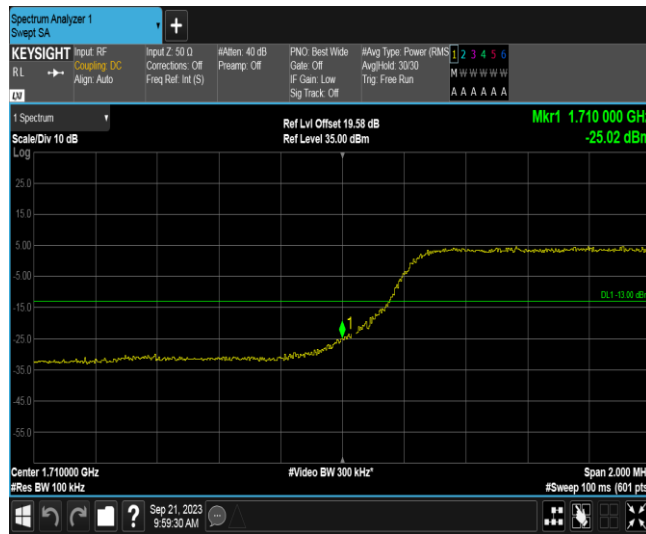 Spectrum Analyzer 1
Swept SA
+
KEYSIGHT
RL
LXI
Input: RF
Coupling: DC
Align: Auto
Input Z: 50 Ω
Corrections: Off
Freq Ref: Int (S)
#Atten: 40 dB
Preamp: Off
PNO: Best Wide
Gate: Off
IF Gain: Low
Sig Track: Off
#Avg Type: Power (RMS
Avg|Hold: 30/30
Trig: Free Run
1 2 3 4 5 6
M W W W W W
A A A A A A
1 Spectrum
Scale/Div 10 dB
Log
Ref Lvl Offset 19.58 dB
Ref Level 35.00 dBm
Mkr1 1.710 000 GHz
-25.02 dBm
25.0
15.0
5.00
-5.00
DL1 -13.00 dBm
-15.0
1
-25.0
-35.0
-45.0
-55.0
Center 1.710000 GHz
#Res BW 100 kHz
#Video BW 300 kHz*
Span 2.000 MH
#Sweep 100 ms (601 pts
?
Sep 21, 2023
9:59:30 AM